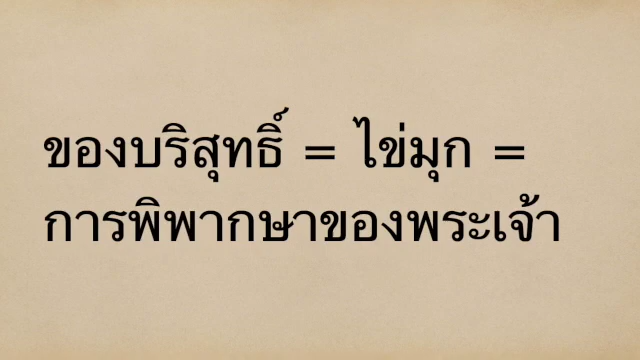 ของบริสุทธิ์ = ไข่มุก =
การพิพากษาของพระเจ้า